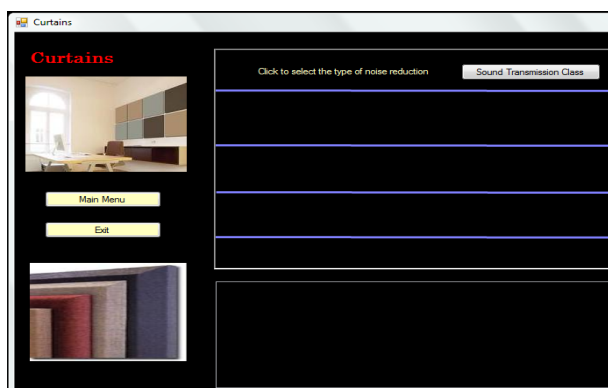 Curtains
Curtains
Click to select the type of noise reduction
Sound Transmission Class
Main Menu
Exit